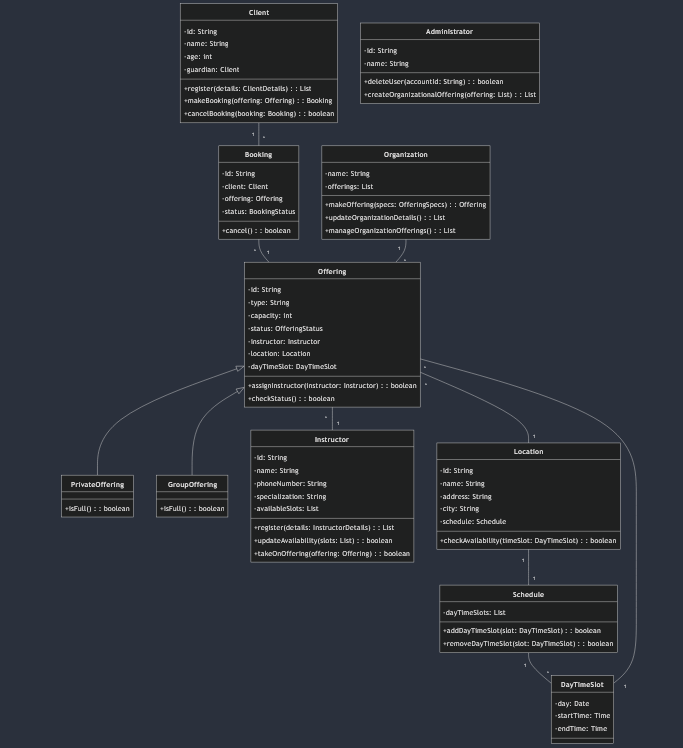 Client
-id: String
-name: String
-age: int
-guardian: Client
+register(details: ClientDetails) : : List
+makeBooking(offering: Offering) : : Booking
+cancelBooking(booking: Booking) : : boolean
Administrator
-id: String
-name: String
+deleteUser(accountId: String) : : boolean
+createOrganizationalOffering(offering: List) : : List
1
*
Booking
-id: String
-client: Client
-offering: Offering
-status: BookingStatus
+cancel() : : boolean
Organization
-name: String
-offerings: List
+makeOffering(specs: OfferingSpecs) : : Offering
+updateOrganizationDetails() : : List
+manageOrganizationOfferings() : : List
*
1
1
*
Offering
-id: String
-type: String
-capacity: int
-status: OfferingStatus
-instructor: Instructor
-location: Location
-dayTimeSlot: DayTimeSlot
+assignInstructor(instructor: Instructor) : : boolean
+checkStatus() : : boolean
*
*
*
1
1
PrivateOffering
+isFull() : : boolean
GroupOffering
+isFull() : : boolean
Instructor
-id: String
-name: String
-phoneNumber: String
-specialization: String
-availableSlots: List
+register(details: InstructorDetails) : : List
+updateAvailability(slots: List) : : boolean
+takeOnOffering(offering: Offering) : : boolean
Location
-id: String
-name: String
-address: String
-city: String
-schedule: Schedule
+checkAvailability(timeSlot: DayTimeSlot) : : boolean
1
1
Schedule
-dayTimeSlots: List
+addDayTimeSlot(slot: DayTimeSlot) : : boolean
+removeDayTimeSlot(slot: DayTimeSlot) : : boolean
1
*
1
DayTimeSlot
-day: Date
-startTime: Time
-endTime: Time